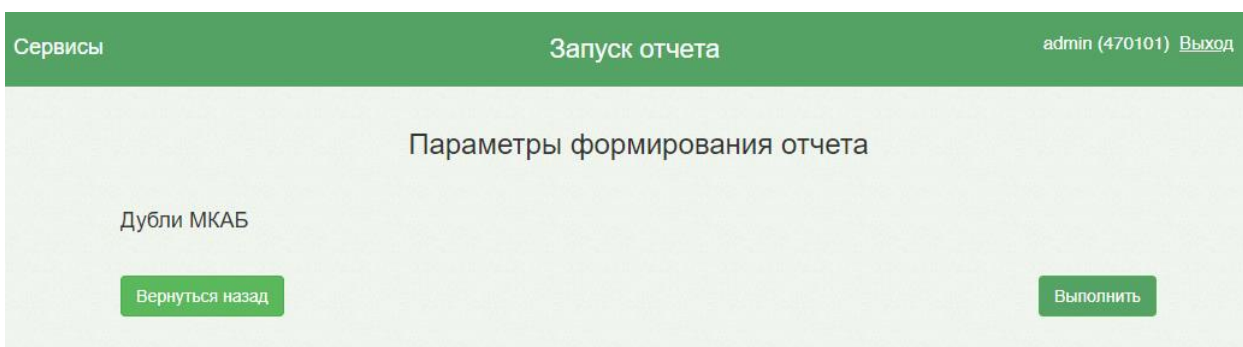 Сервисы
Запуск отчета
admin (470101) Выход
Параметры формирования отчета
Дубли МКАБ
Вернуться назад
Выполнить